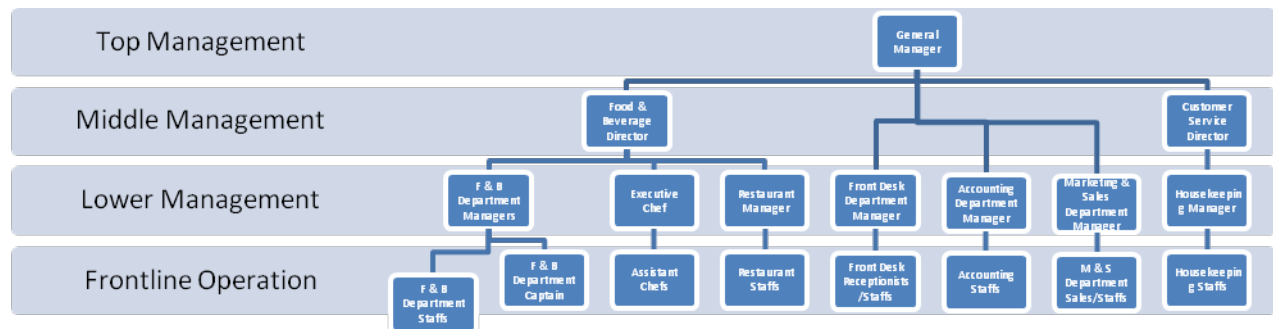 Top Management
General
Manager
Middle Management
Food &
Beverage
Director
Customer
Service
Director
Lower Management
F & B
Department
Managers
Executive
Chef
Restaurant
Manager
Front Desk
Department
Manager
Accounting
Department
Manager
Marketing &
Sales
Department
Manager
Housekeepin
g Manager
Frontline Operation
F & B
Department
Staffs
F & B
Department
Captain
Assistant
Chefs
Restaurant
Staffs
Front Desk
Receptionists
/Staffs
Accounting
Staffs
M & S
Department
Sales/Staffs
Housekeepin
g Staffs